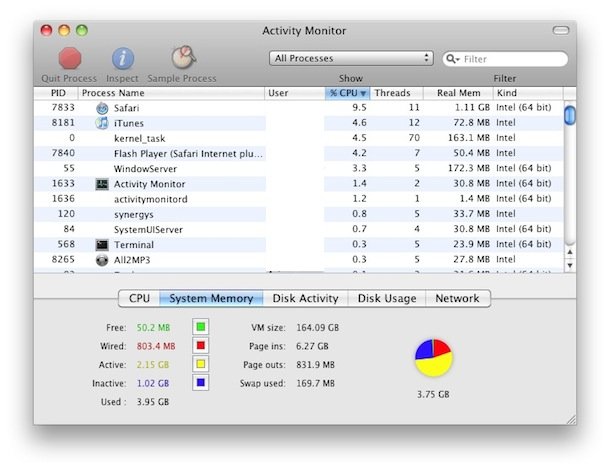 Activity Monitor
Quit Process Inspect Sample Process All Processes Show Filter Filter
PID Process Name User % CPU Threads Real Mem Kind
7833 Safari 9.5 11 1.11 GB Intel (64 bit)
8181 iTunes 4.6 12 72.8 MB Intel
0 kernel_task 4.5 70 163.1 MB Intel
7840 Flash Player (Safari Internet plu... 4.2 7 50.4 MB Intel
55 WindowServer 3.3 5 172.3 MB Intel (64 bit)
1633 Activity Monitor 1.4 2 30.8 MB Intel (64 bit)
1636 activitymonitord 1.2 1 1.4 MB Intel (64 bit)
120 synergys 0.8 5 33.7 MB Intel
84 SystemUIServer 0.7 4 30.8 MB Intel (64 bit)
568 Terminal 0.3 5 23.9 MB Intel (64 bit)
8265 All2MP3 0.3 5 27.8 MB Intel
CPU System Memory Disk Activity Disk Usage Network
Free: 50.2 MB VM size: 164.09 GB
Wired: 803.4 MB Page ins: 6.27 GB
Active: 2.15 GB Page outs: 831.9 MB
Inactive: 1.02 GB Swap used: 169.7 MB
Used : 3.95 GB 3.75 GB